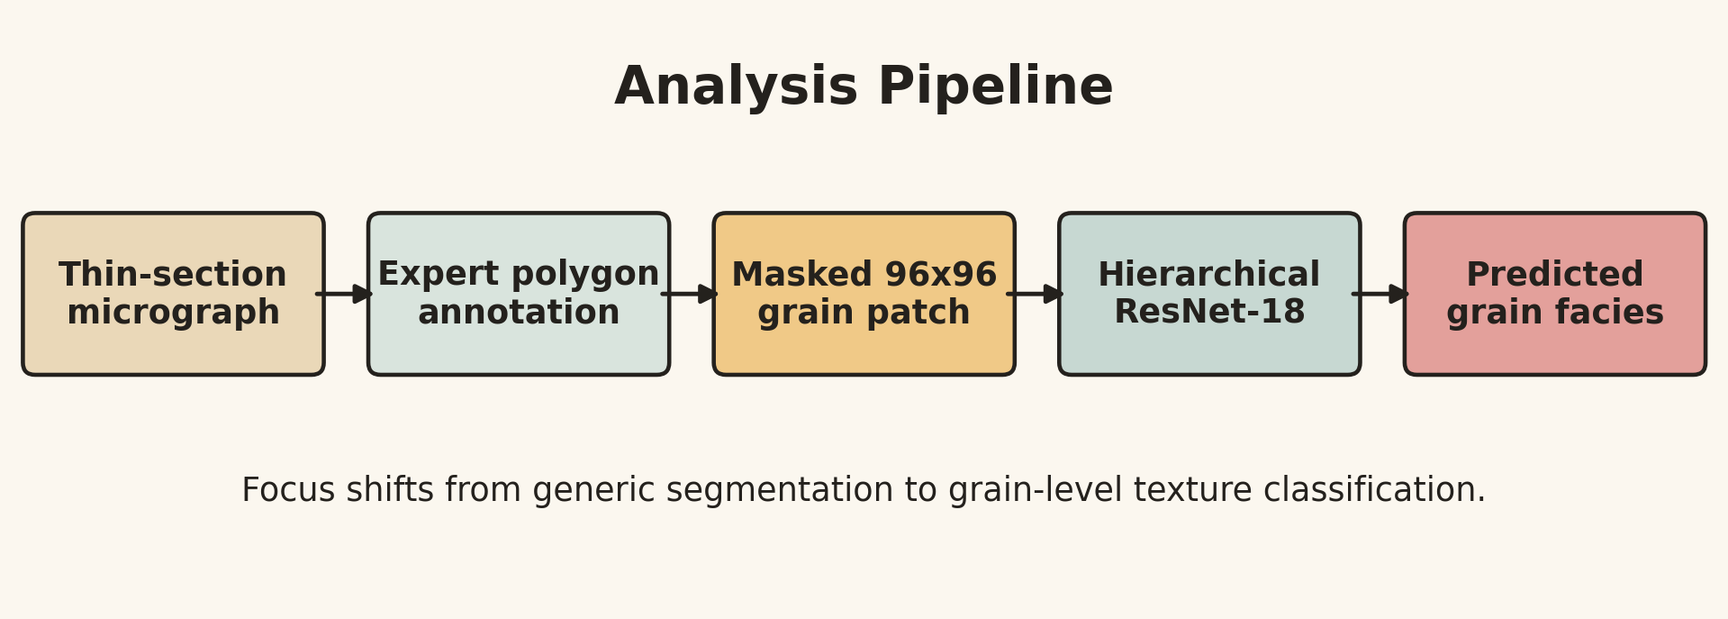 Analysis Pipeline
Thin-section
micrograph
Expert polygon
annotation
Masked 96x96
grain patch
Hierarchical
ResNet-18
Predicted
grain facies
Focus shifts from generic segmentation to grain-level texture classification.